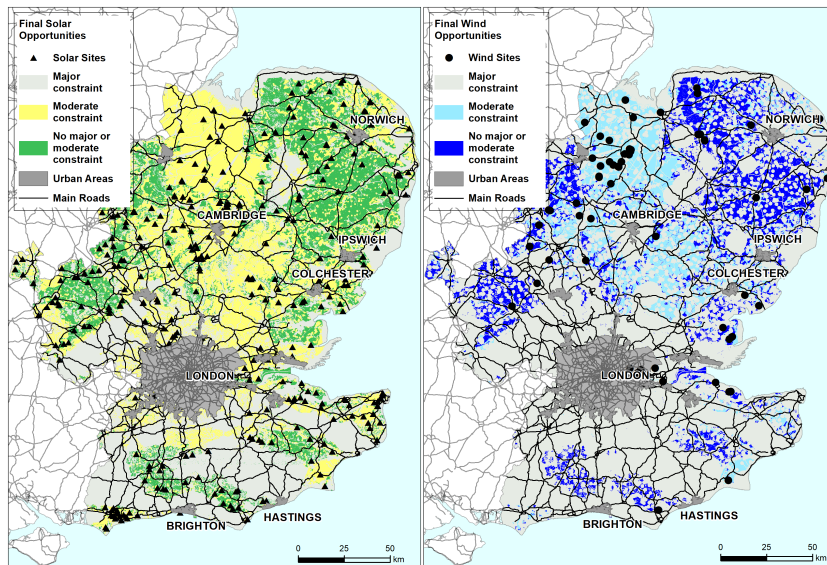 Final Solar
Opportunities
Solar Sites
Major
constraint
Moderate
constraint
No major or
moderate
constraint
Urban Areas
Main Roads
NORWICH
CAMBRIDGE
IPSWICH
COLCHESTER
LONDON
BRIGHTON
HASTINGS
0 25 50
km
Final Wind
Opportunities
Wind Sites
Major
constraint
Moderate
constraint
No major or
moderate
constraint
Urban Areas
Main Roads
NORWICH
CAMBRIDGE
IPSWICH
COLCHESTER
LONDON
BRIGHTON
HASTINGS
0 25 50
km